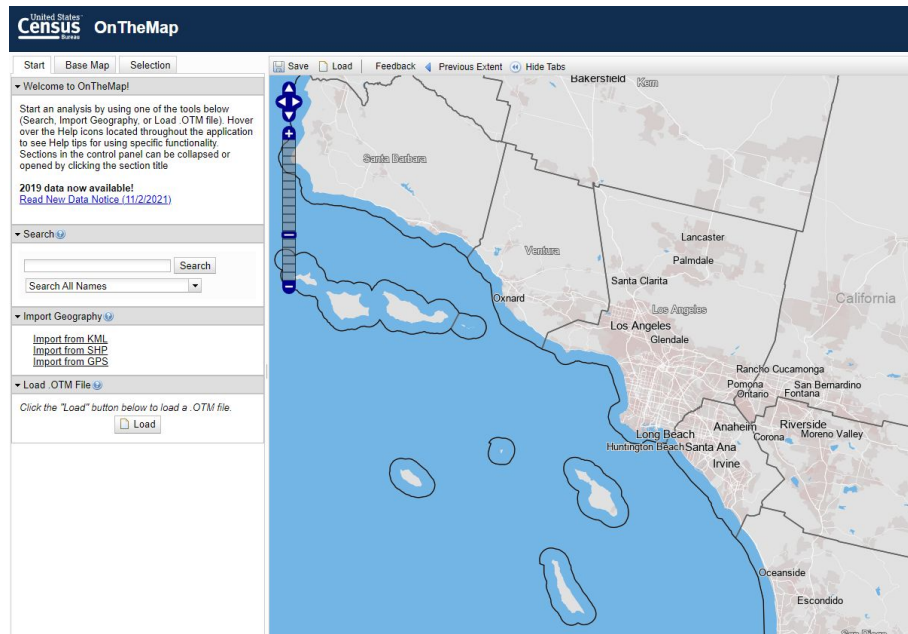 United States
Census
Bureau
OnTheMap
Start Base Map Selection
Save Load Feedback Previous Extent Hide Tabs
Welcome to OnTheMap!
Start an analysis by using one of the tools below
(Search, Import Geography, or Load .OTM file). Hover
over the Help icons located throughout the application
to see Help tips for using specific functionality.
Sections in the control panel can be collapsed or
opened by clicking the section title
2019 data now available!
Read New Data Notice (11/2/2021)
Search
Search
Search All Names
Import Geography
Import from KML
Import from SHP
Import from GPS
Load .OTM File
Click the "Load" button below to load a .OTM file.
Load
Bakersfield
Kern
Santa Barbara
Ventura
Lancaster
Palmdale
Santa Clarita
Oxnard
Los Angeles
California
Los Angeles
Glendale
Rancho Cucamonga
Pomona
San Bernardino
Ontario
Fontana
Anaheim
Riverside
Long Beach
Corona
Moreno Valley
Huntington Beach
Santa Ana
Irvine
Oceanside
Escondido
San Diego